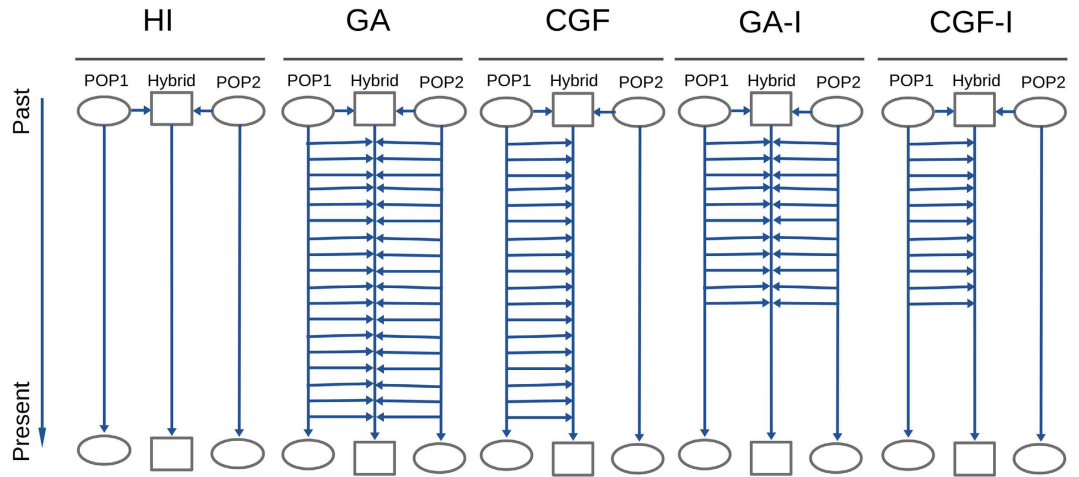 HI GA CGF GA-I CGF-I
POP1 Hybrid POP2 POP1 Hybrid POP2 POP1 Hybrid POP2 POP1 Hybrid POP2 POP1 Hybrid POP2
Past
Present